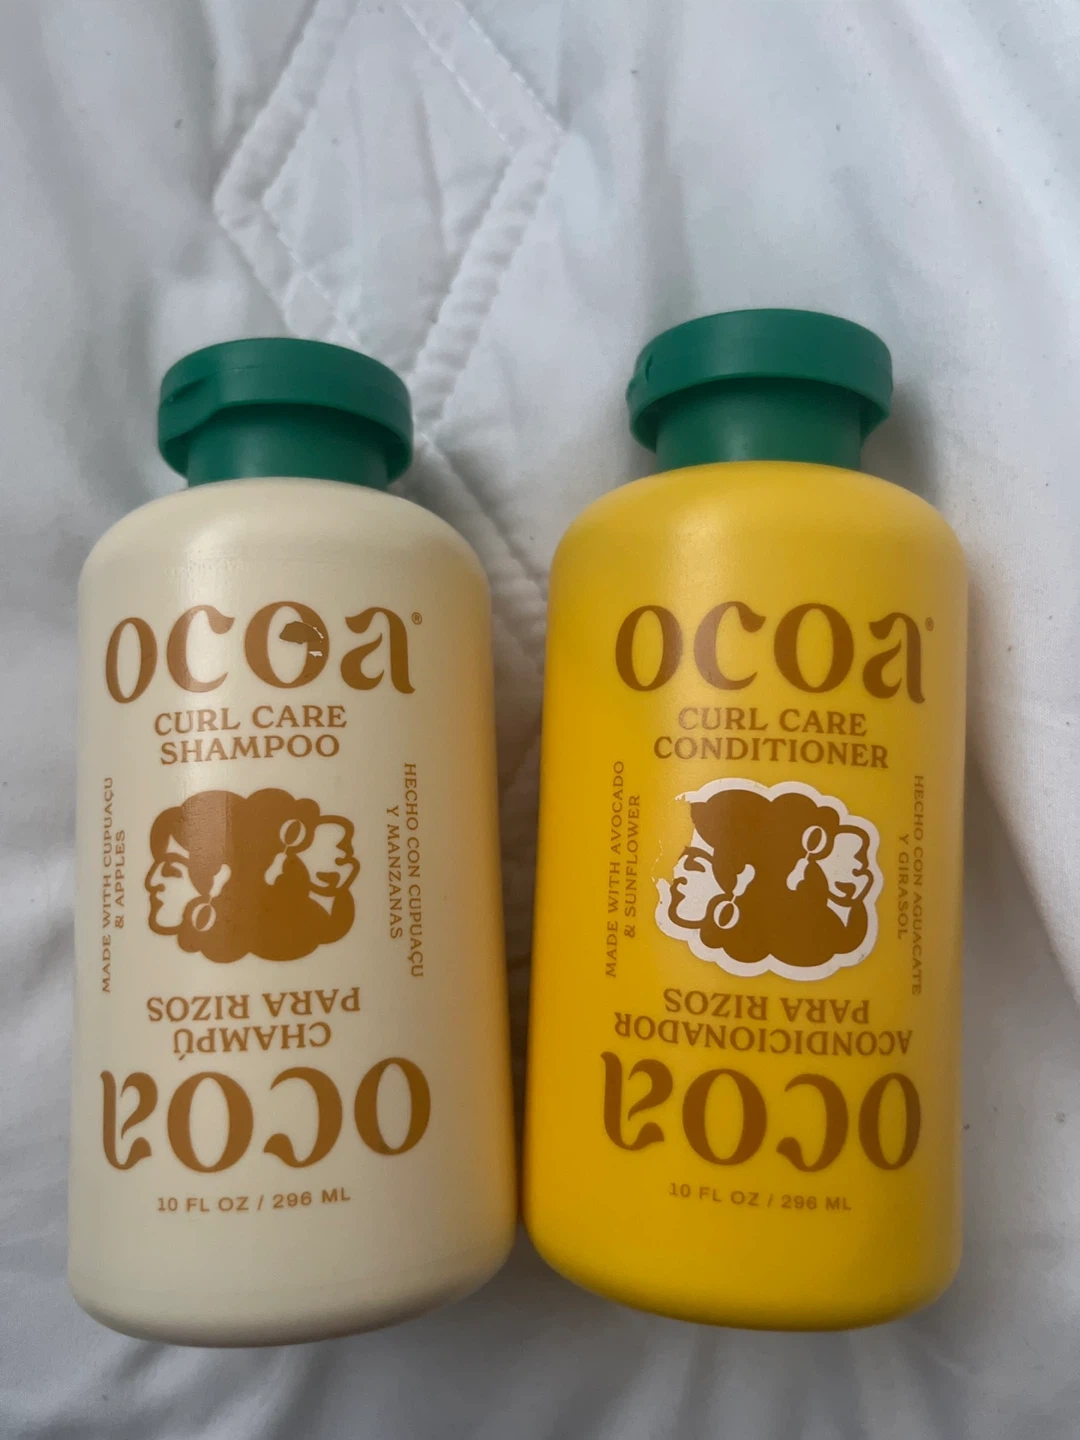 ocoa®
CURL CARE
SHAMPOO
MADE WITH CUPUAÇU
& APPLES
HECHO CON CUPUAÇU
Y MANZANAS
CHAMPÚ
PARA RIZOS
ocoa
10 FL OZ / 296 ML
ocoa®
CURL CARE
CONDITIONER
MADE WITH AVOCADO
& SUNFLOWER
HECHO CON AGUACATE
Y GIRASOL
ACONDICIONADOR
PARA RIZOS
ocoa
10 FL OZ / 296 ML